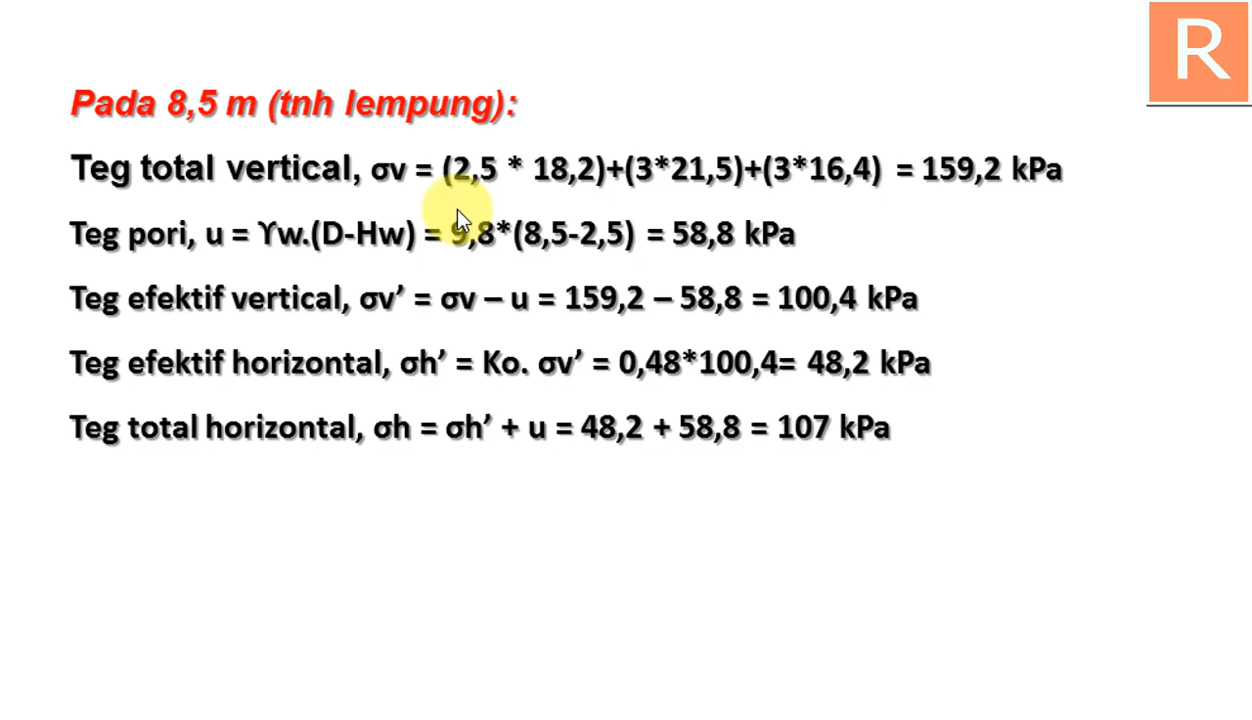 R
Pada 8,5 m (tnh lempung):
Teg total vertical, σv = (2,5 * 18,2)+(3*21,5)+(3*16,4) = 159,2 kPa
Teg pori, u = ϒw.(D-Hw) = 9,8*(8,5-2,5) = 58,8 kPa
Teg efektif vertical, σv’ = σv – u = 159,2 – 58,8 = 100,4 kPa
Teg efektif horizontal, σh’ = Ko. σv’ = 0,48*100,4= 48,2 kPa
Teg total horizontal, σh = σh’ + u = 48,2 + 58,8 = 107 kPa